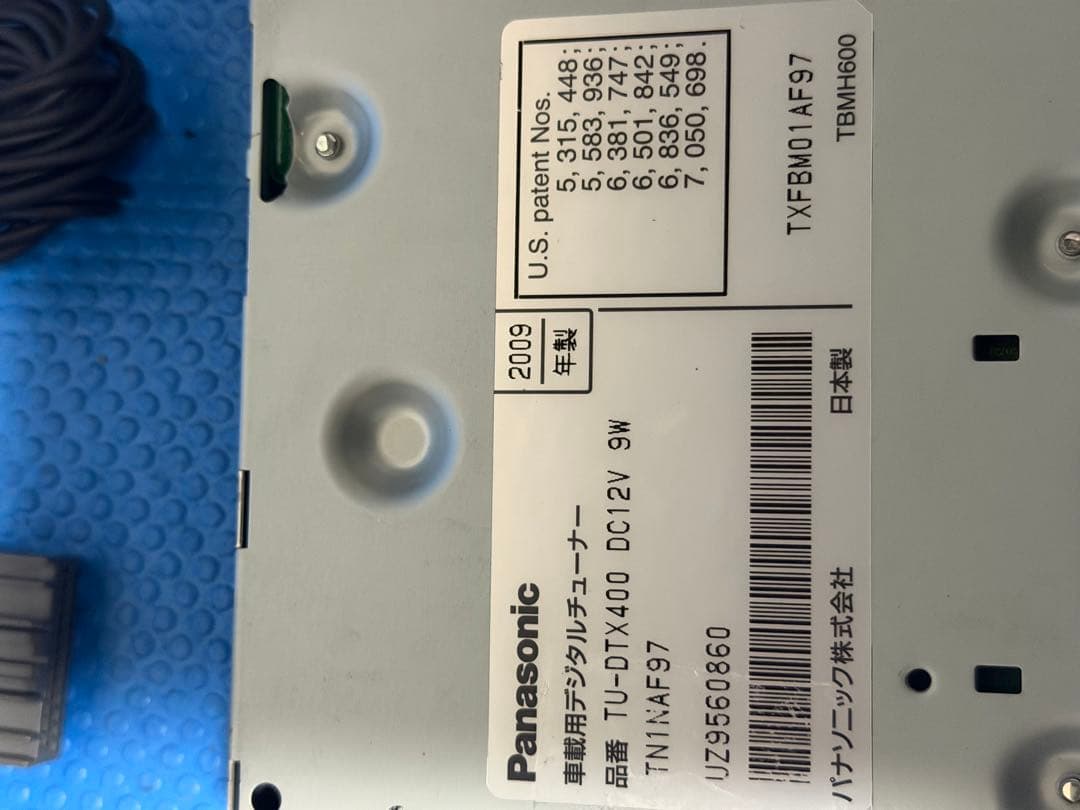 Panasonic
車載用デジタルチューナー
品番 TU-DTX400 DC12V 9W
TN1NAF97
UZ9560860
パナソニック株式会社
日本製
2009
年製
U.S. patent Nos.
5, 315, 448;
5, 583, 936;
6, 381, 747;
6, 501, 842;
6, 836, 549;
7, 050, 698.
TXFBM01AF97
TBMH600